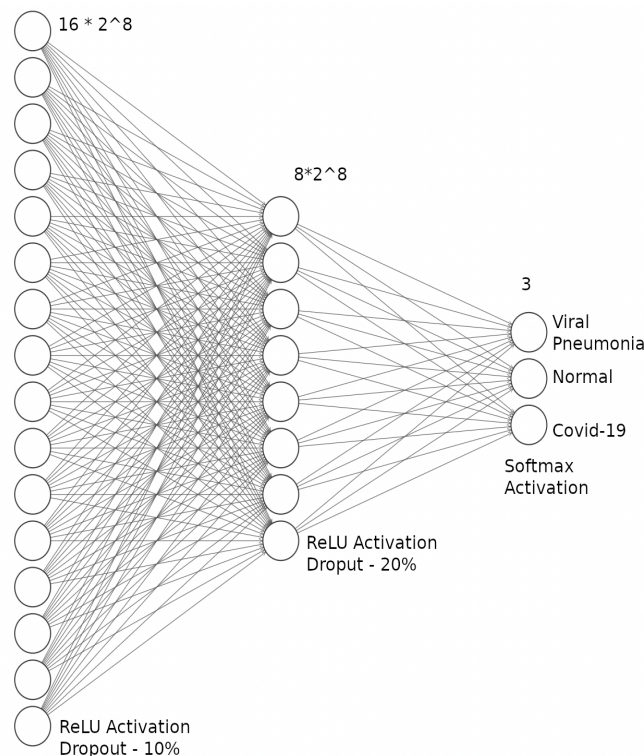 16 * 2^8
8*2^8
3
Viral
Pneumonia
Normal
Covid-19
Softmax
Activation
ReLU Activation
Droput - 20%
ReLU Activation
Dropout - 10%